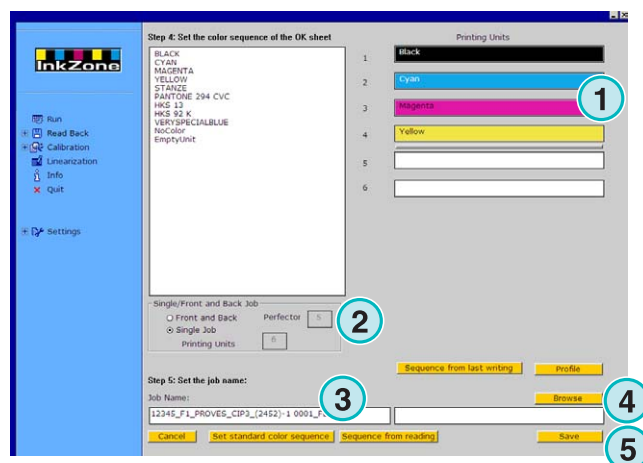 Step 4: Set the color sequence of the OK sheet
Printing Units
InkZone
Run
Read Back
Calibration
Linearization
Info
Quit
Settings
BLACK
CYAN
MAGENTA
YELLOW
STANZE
PANTONE 294 CVC
HKS 13
HKS 92 K
VERYSPECIALBLUE
NoColor
EmptyUnit
1 Black
2 Cyan
1
3 Magenta
4 Yellow
5
6
Single/Front and Back Job
Front and Back Perfector 5
2
Single Job
Printing Units 6
Sequence from last writing Profile
Step 5: Set the job name:
Job Name: 3 Browse 4
12345_F1_PROVES_CIP3_(2452)-1 0001_F
Cancel Set standard color sequence Sequence from reading Save 5